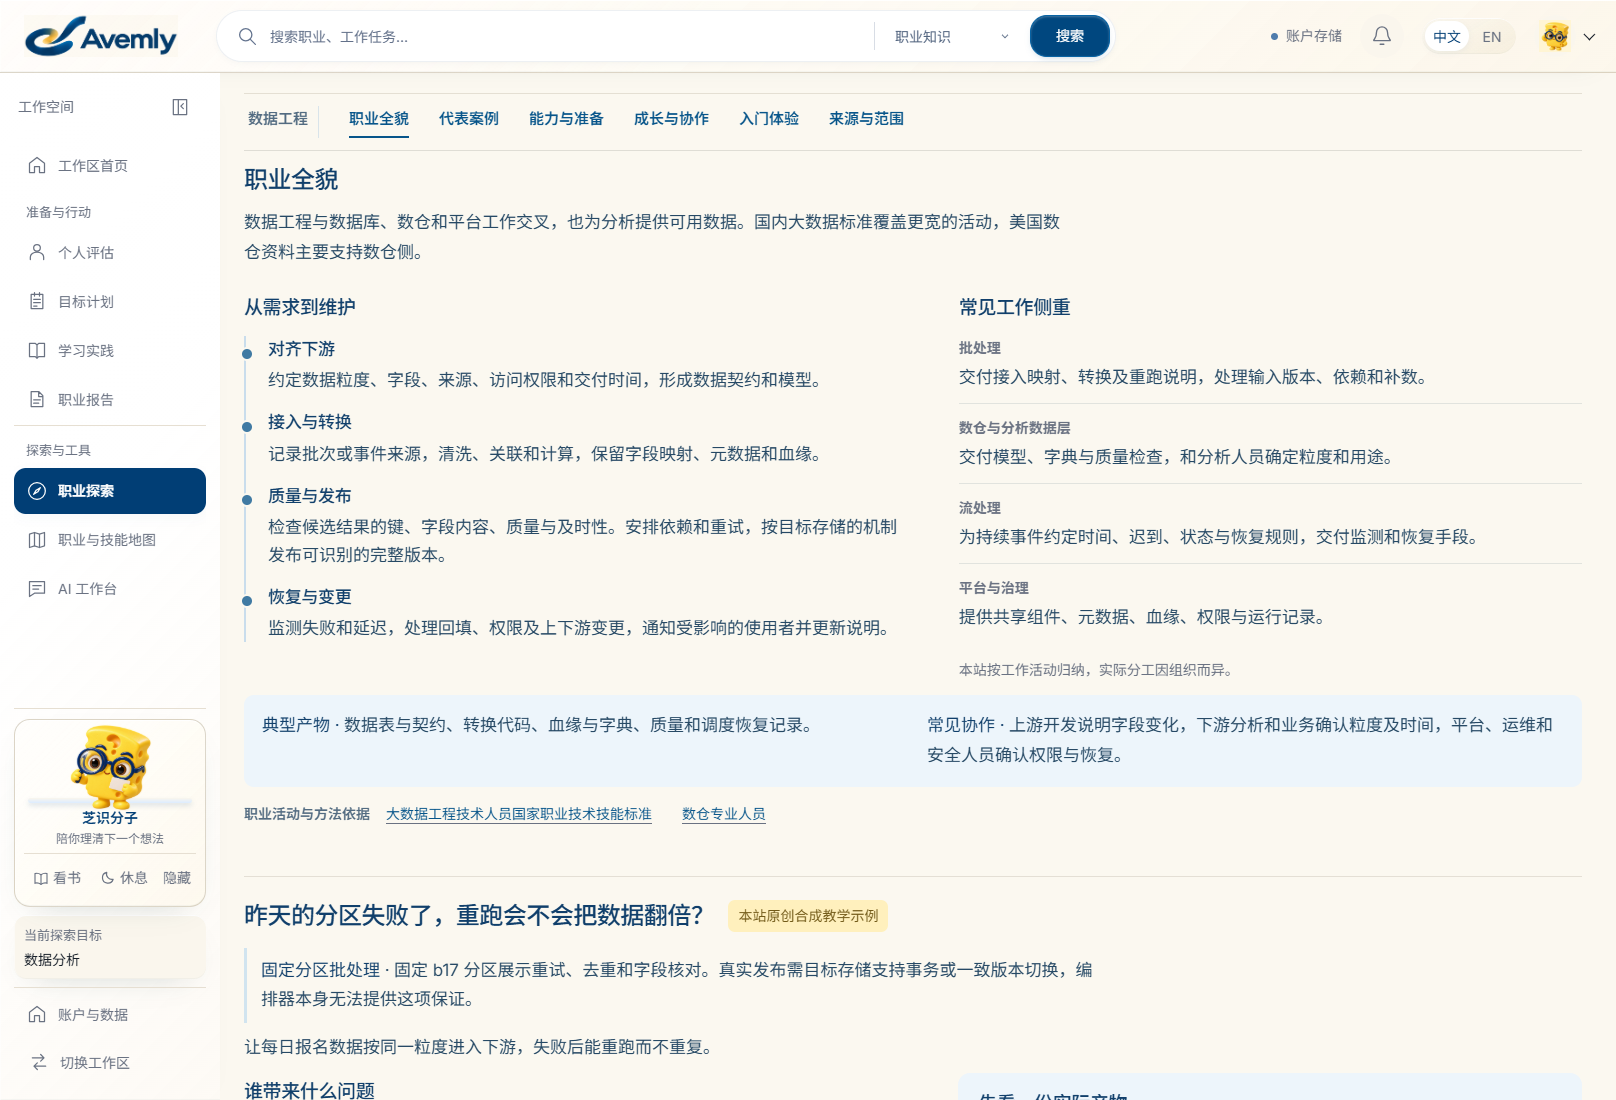 Avemly
搜索职业、工作任务...
职业知识
搜索
账户存储
中文
EN
工作空间
工作区首页
准备与行动
个人评估
目标计划
学习实践
职业报告
探索与工具
职业探索
职业与技能地图
AI 工作台
芝识分子
陪你理清下一个想法
看书
休息
隐藏
当前探索目标
数据分析
账户与数据
切换工作区
数据工程
职业全貌
代表案例
能力与准备
成长与协作
入门体验
来源与范围
职业全貌
数据工程与数据库、数仓和平台工作交叉，也为分析提供可用数据。国内大数据标准覆盖更宽的活动，美国数
仓资料主要支持数仓侧。
从需求到维护
对齐下游
约定数据粒度、字段、来源、访问权限和交付时间，形成数据契约和模型。
接入与转换
记录批次或事件来源，清洗、关联和计算，保留字段映射、元数据和血缘。
质量与发布
检查候选结果的键、字段内容、质量与及时性。安排依赖和重试，按目标存储的机制
发布可识别的完整版本。
恢复与变更
监测失败和延迟，处理回填、权限及上下游变更，通知受影响的使用者并更新说明。
常见工作侧重
批处理
交付接入映射、转换及重跑说明，处理输入版本、依赖和补数。
数仓与分析数据层
交付模型、字典与质量检查，和分析人员确定粒度和用途。
流处理
为持续事件约定时间、迟到、状态与恢复规则，交付监测和恢复手段。
平台与治理
提供共享组件、元数据、血缘、权限与运行记录。
本站按工作活动归纳，实际分工因组织而异。
典型产物 · 数据表与契约、转换代码、血缘与字典、质量和调度恢复记录。
常见协作 · 上游开发说明字段变化，下游分析和业务确认粒度及时间，平台、运维和
安全人员确认权限与恢复。
职业活动与方法依据
大数据工程技术人员国家职业技术技能标准
数仓专业人员
昨天的分区失败了，重跑会不会把数据翻倍？
本站原创合成教学示例
固定分区批处理 · 固定 b17 分区展示重试、去重和字段核对。真实发布需目标存储支持事务或一致版本切换，编
排器本身无法提供这项保证。
让每日报名数据按同一粒度进入下游，失败后能重跑而不重复。
谁带来什么问题
先看一份实际产物